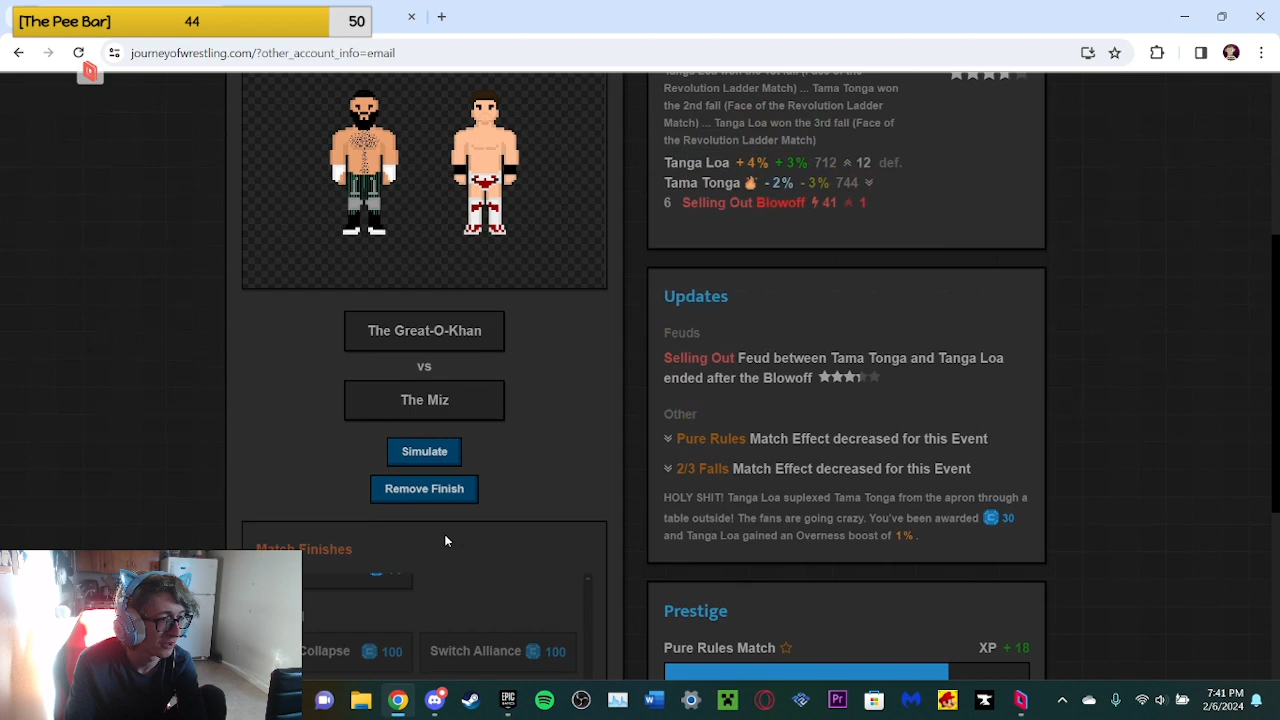 [The Pee Bar] 44 50
journeyofwrestling.com/?other_account_info=email
Revolution Ladder Match) ... Tama Tonga won
the 2nd fall (Face of the Revolution Ladder
Match) ... Tanga Loa won the 3rd fall (Face of
the Revolution Ladder Match)
Tanga Loa + 4% + 3% 712 12 def.
Tama Tonga - 2% - 3% 744
6 Selling Out Blowoff 41 1
The Great-O-Khan
vs
The Miz
Simulate
Remove Finish
Match Finishes
Collapse 100 Switch Alliance 100
Updates
Feuds
Selling Out Feud between Tama Tonga and Tanga Loa
ended after the Blowoff
Other
Pure Rules Match Effect decreased for this Event
2/3 Falls Match Effect decreased for this Event
HOLY SHIT! Tanga Loa suplexed Tama Tonga from the apron through a
table outside! The fans are going crazy. You've been awarded 30
and Tanga Loa gained an Overness boost of 1% .
Prestige
Pure Rules Match XP + 18
7:41 PM
2/6/2024